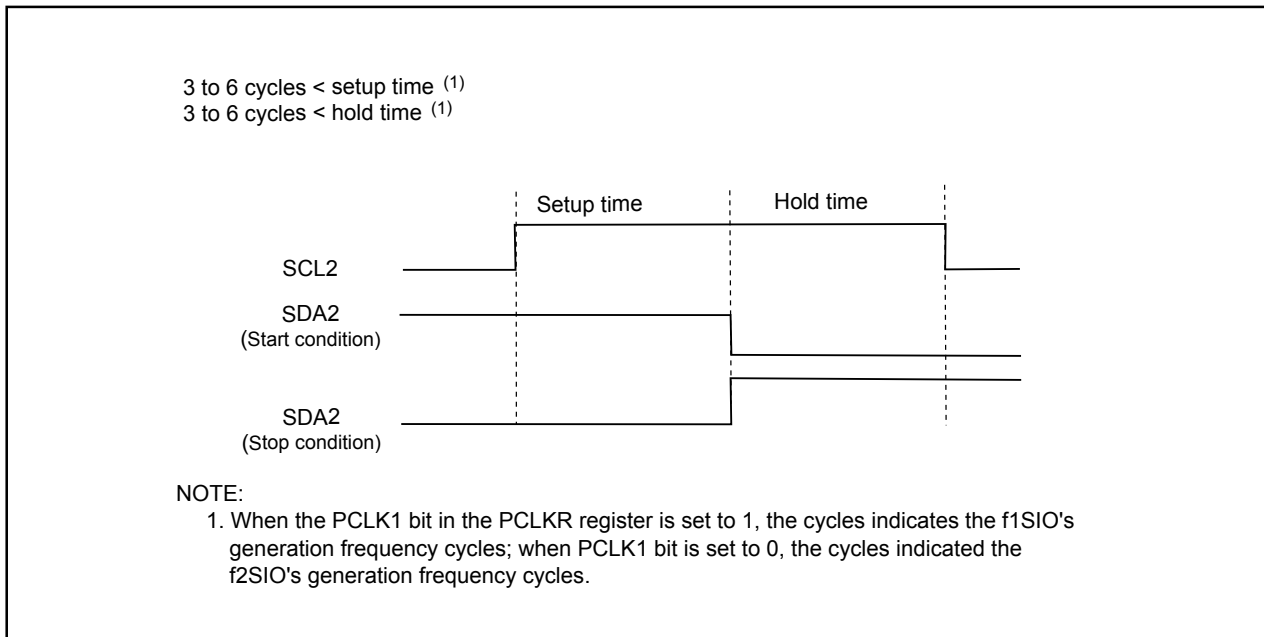 3 to 6 cycles < setup time (1)
3 to 6 cycles < hold time (1)
Setup time
Hold time
SCL2
SDA2
(Start condition)
SDA2
(Stop condition)
NOTE:
1. When the PCLK1 bit in the PCLKR register is set to 1, the cycles indicates the f1SIO's
generation frequency cycles; when PCLK1 bit is set to 0, the cycles indicated the
f2SIO's generation frequency cycles.